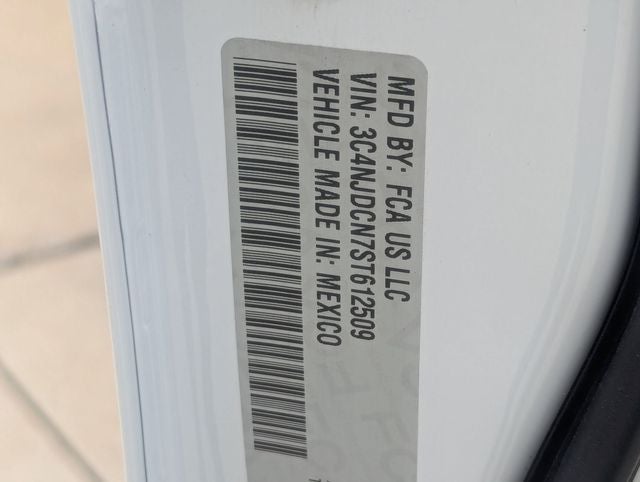 MFD BY: FCA US LLC
VIN: 3C4NJDCN7ST612509
VEHICLE MADE IN: MEXICO